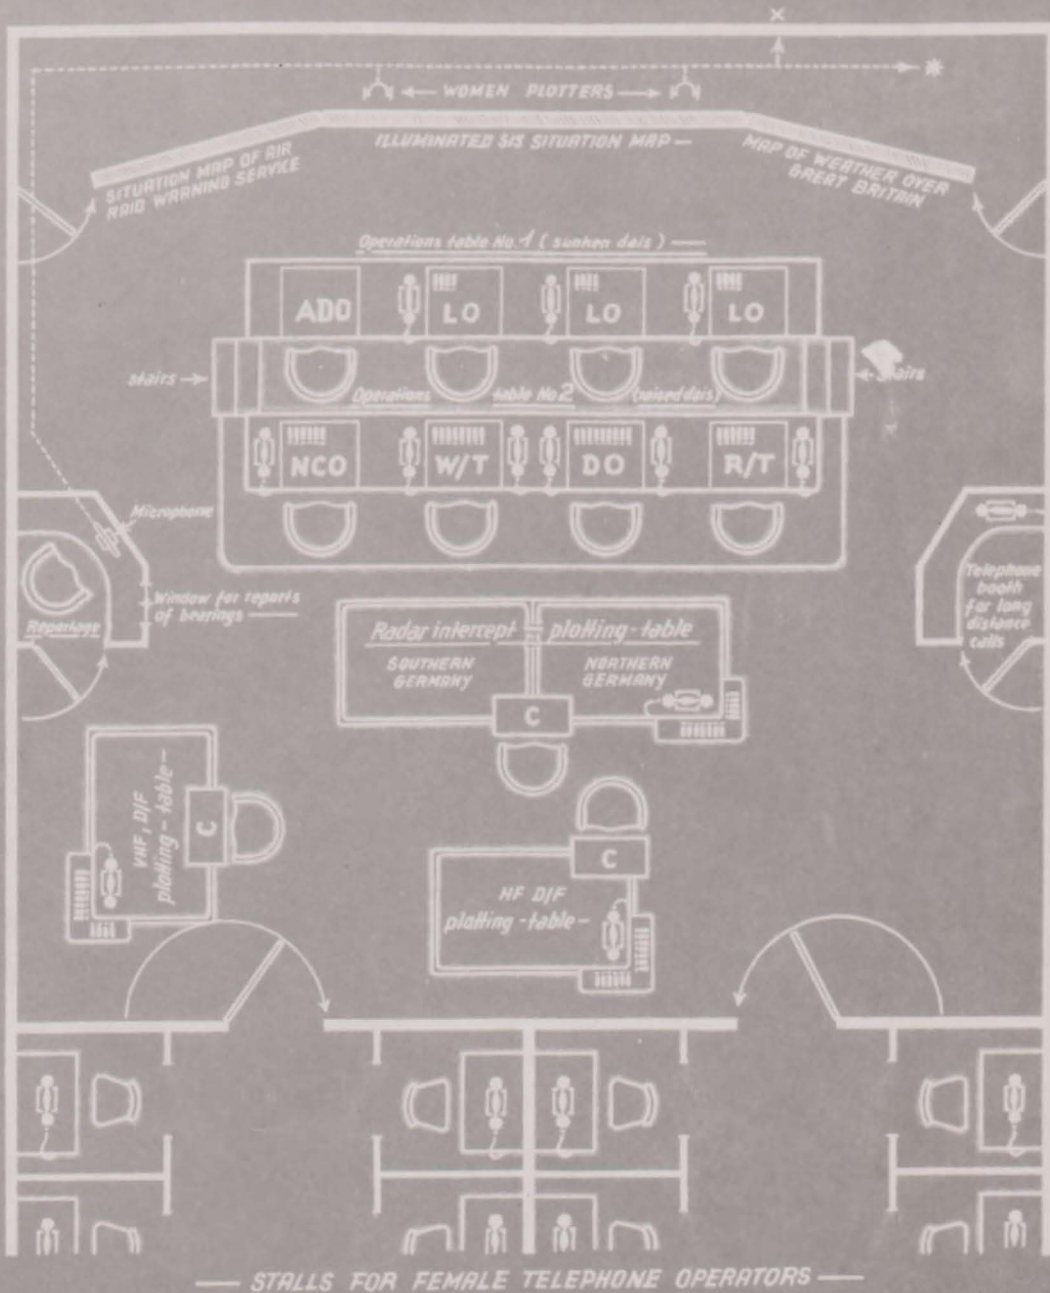 ← WOMEN PLOTTERS →
ILLUMINATED SIS SITUATION MAP —
SITUATION MAP OF AIR
RAID WARNING SERVICE
MAP OF WEATHER OVER
GREAT BRITAIN
Operations table No. 1 ( sunken dais ) —
ADO
LO
LO
LO
stairs →
← stairs
Operations table No 2 (raised dais)
NCO
W/T
DO
R/T
Microphone
Reportage
Window for reports
of bearings —
Telephone
booth
for long
distance
calls
Radar intercept plotting - table
SOUTHERN
GERMANY
NORTHERN
GERMANY
C
VHF, D/F
plotting - table -
C
C
HF D/F
plotting - table -
— STALLS FOR FEMALE TELEPHONE OPERATORS —